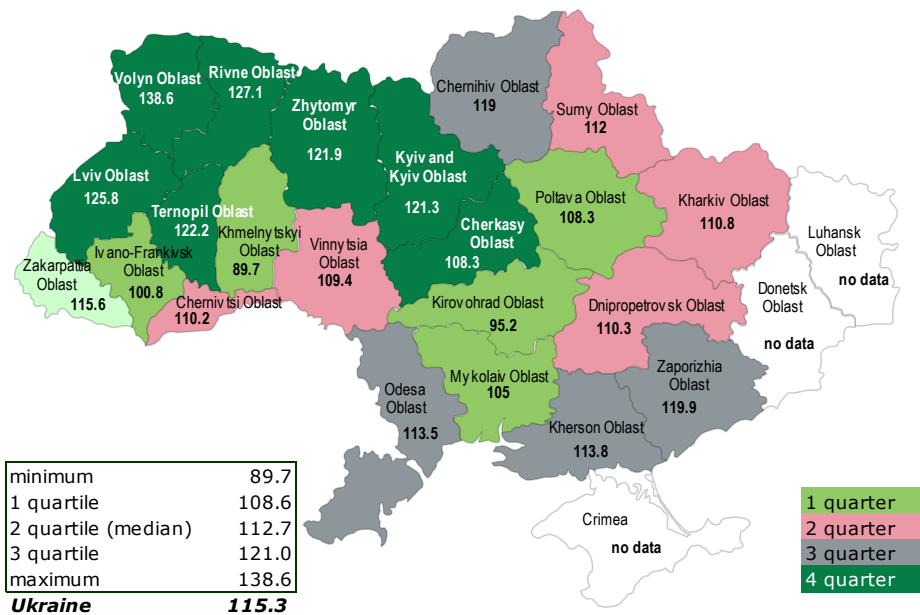 Volyn Oblast
138.6
Rivne Oblast
127.1
Zhytomyr
Oblast
121.9
Chernihiv Oblast
119
Sumy Oblast
112
Kyiv and
Kyiv Oblast
121.3
Lviv Oblast
125.8
Ternopil Oblast
122.2
Khmelnytskyi
Oblast
89.7
Poltava Oblast
108.3
Kharkiv Oblast
110.8
Luhansk
Oblast
no data
Cherkasy
Oblast
108.3
Vinnytsia
Oblast
109.4
Ivano-Frankivsk
Oblast
100.8
Zakarpattia
Oblast
115.6
Chernivtsi Oblast
110.2
Kirovohrad Oblast
95.2
Dnipropetrovsk Oblast
110.3
Donetsk
Oblast
no data
Mykolaiv Oblast
105
Odesa
Oblast
113.5
Zaporizhia
Oblast
119.9
Kherson Oblast
113.8
Crimea
no data
minimum 89.7
1 quartile 108.6
2 quartile (median) 112.7
3 quartile 121.0
maximum 138.6
Ukraine 115.3
1 quarter
2 quarter
3 quarter
4 quarter